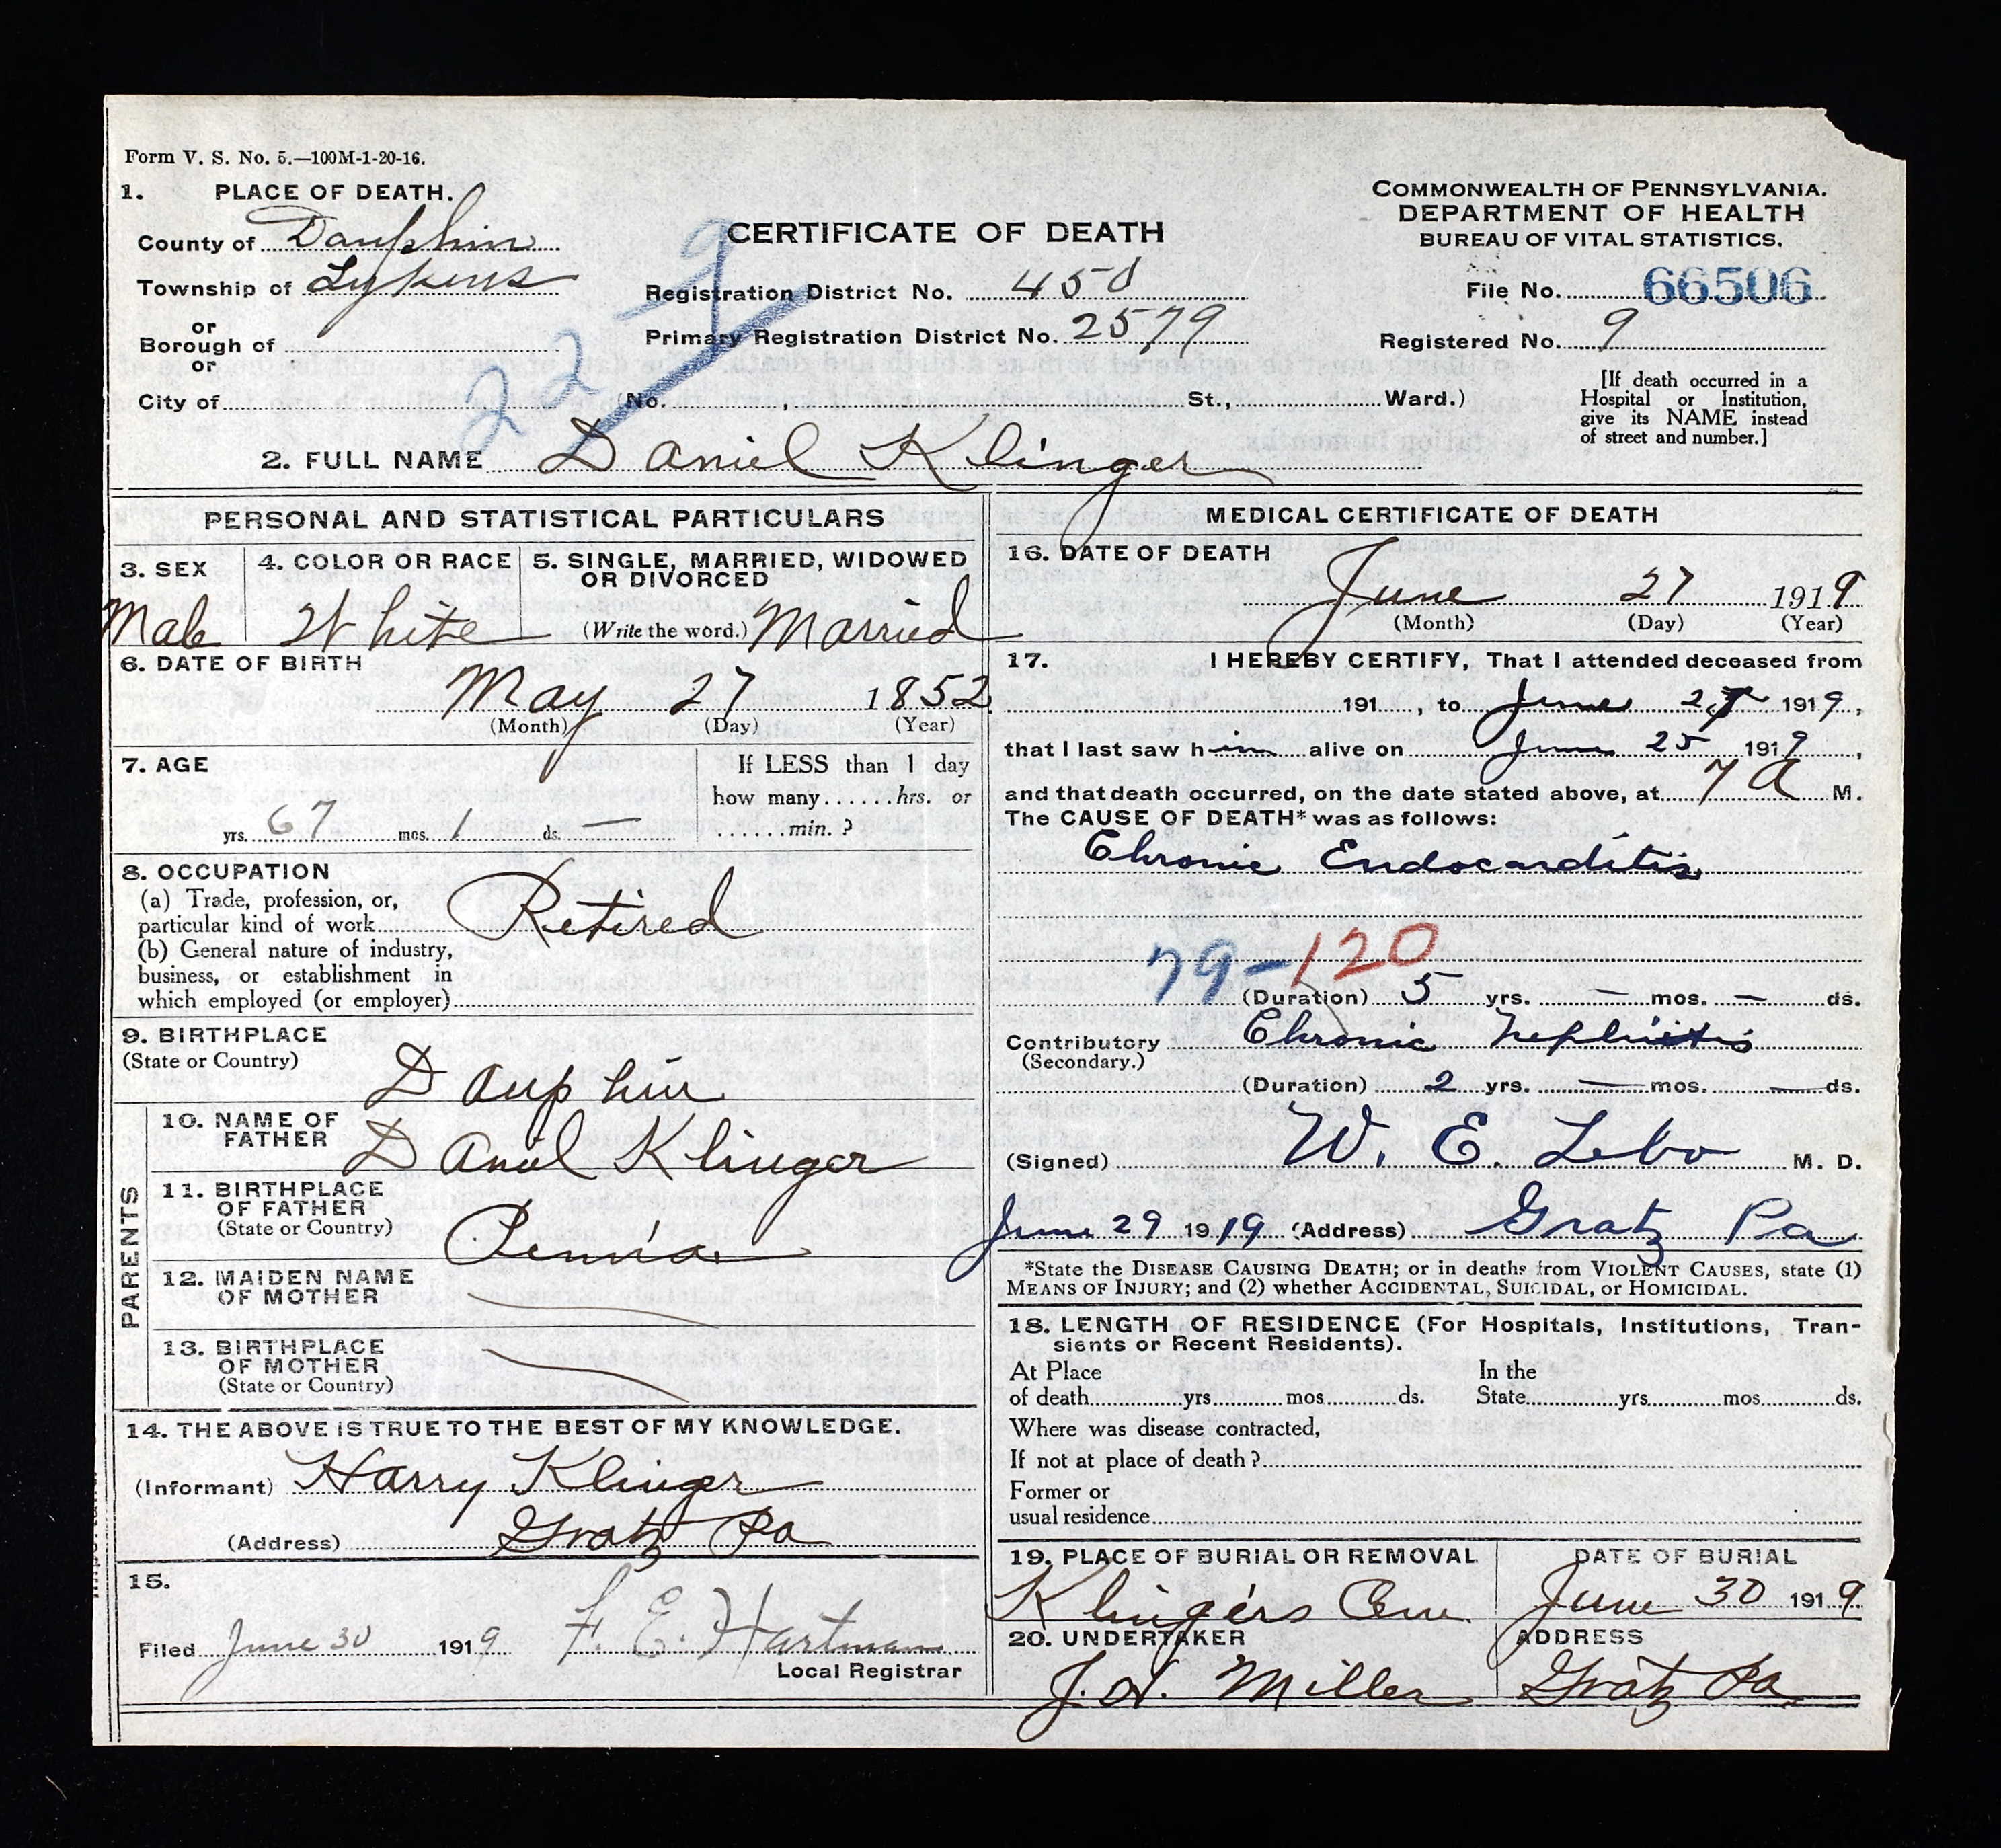 Form V. S. No. 5.—100M-1-20-16.
1. PLACE OF DEATH.
County of Dauphin
Township of Lykens
or
Borough of
or
City of
CERTIFICATE OF DEATH
Registration District No. 450
Primary Registration District No. 2579
(No. , St., Ward.)
COMMONWEALTH OF PENNSYLVANIA.
DEPARTMENT OF HEALTH
BUREAU OF VITAL STATISTICS.
File No. 66506
Registered No. 9
[If death occurred in a
Hospital or Institution,
give its NAME instead
of street and number.]
22-9
2. FULL NAME Daniel Klinger
PERSONAL AND STATISTICAL PARTICULARS
3. SEX
Male
4. COLOR OR RACE
White
5. SINGLE, MARRIED, WIDOWED
OR DIVORCED
(Write the word.) Married
6. DATE OF BIRTH
May 27 1852
(Month) (Day) (Year)
7. AGE
If LESS than 1 day
how many......hrs. or
......min. ?
yrs. 67 mos. 1 ds. —
8. OCCUPATION
(a) Trade, profession, or,
particular kind of work Retired
(b) General nature of industry,
business, or establishment in
which employed (or employer)
9. BIRTHPLACE
(State or Country)
Dauphin
PARENTS
10. NAME OF
FATHER
Daniel Klinger
11. BIRTHPLACE
OF FATHER
(State or Country)
Penn'a
12. MAIDEN NAME
OF MOTHER
13. BIRTHPLACE
OF MOTHER
(State or Country)
14. THE ABOVE IS TRUE TO THE BEST OF MY KNOWLEDGE.
(Informant) Harry Klinger
(Address) Gratz Pa
15.
Filed June 30 1919 F. E. Hartman
Local Registrar
MEDICAL CERTIFICATE OF DEATH
16. DATE OF DEATH
June 27 1919
(Month) (Day) (Year)
17. I HEREBY CERTIFY, That I attended deceased from
191 , to June 27 1919,
that I last saw him alive on June 25 1919,
and that death occurred, on the date stated above, at 7 A M.
The CAUSE OF DEATH* was as follows:
Chronic Endocarditis
79-120
(Duration) 5 yrs. — mos. — ds.
Contributory Chronic Nephritis
(Secondary.)
(Duration) 2 yrs. — mos. — ds.
(Signed) W. E. Lebo M. D.
June 29 1919 (Address) Gratz Pa
*State the DISEASE CAUSING DEATH; or in deaths from VIOLENT CAUSES, state (1)
MEANS OF INJURY; and (2) whether ACCIDENTAL, SUICIDAL, or HOMICIDAL.
18. LENGTH OF RESIDENCE (For Hospitals, Institutions, Tran-
sients or Recent Residents).
At Place In the
of death yrs mos ds. State yrs mos ds.
Where was disease contracted,
If not at place of death?
Former or
usual residence
19. PLACE OF BURIAL OR REMOVAL
Klinger's Cem.
DATE OF BURIAL
June 30 1919
20. UNDERTAKER
J. H. Miller
ADDRESS
Gratz Pa